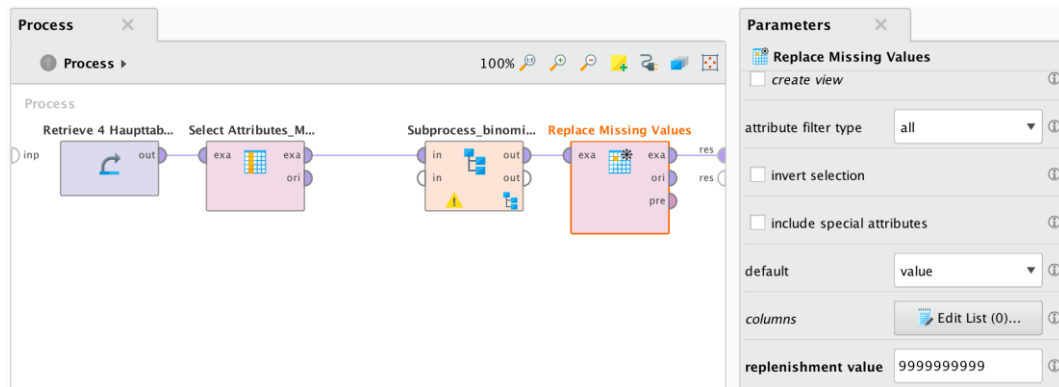 Process
Process
100%
Process
Retrieve 4 Haupttab...
inp
out
Select Attributes_M...
exa
exa
ori
Subprocess_binomi...
in
out
in
out
Replace Missing Values
exa
exa
ori
pre
res
res
Parameters
Replace Missing Values
create view
attribute filter type
all
invert selection
include special attributes
default
value
columns
Edit List (0)...
replenishment value
9999999999